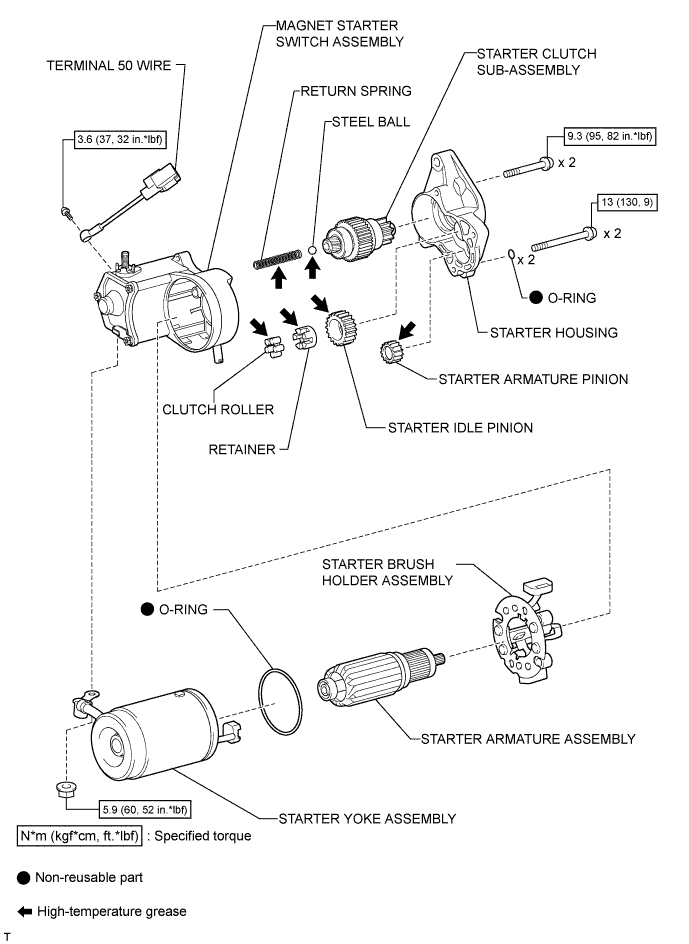 MAGNET STARTER
SWITCH ASSEMBLY
STARTER CLUTCH
SUB-ASSEMBLY
TERMINAL 50 WIRE
RETURN SPRING
STEEL BALL
3.6 (37, 32 in.*lbf)
9.3 (95, 82 in.*lbf)
x 2
13 (130, 9)
x 2
x 2
O-RING
STARTER HOUSING
STARTER ARMATURE PINION
CLUTCH ROLLER
STARTER IDLE PINION
RETAINER
STARTER BRUSH
HOLDER ASSEMBLY
O-RING
STARTER ARMATURE ASSEMBLY
5.9 (60, 52 in.*lbf)
STARTER YOKE ASSEMBLY
N*m (kgf*cm, ft.*lbf) : Specified torque
Non-reusable part
High-temperature grease
T